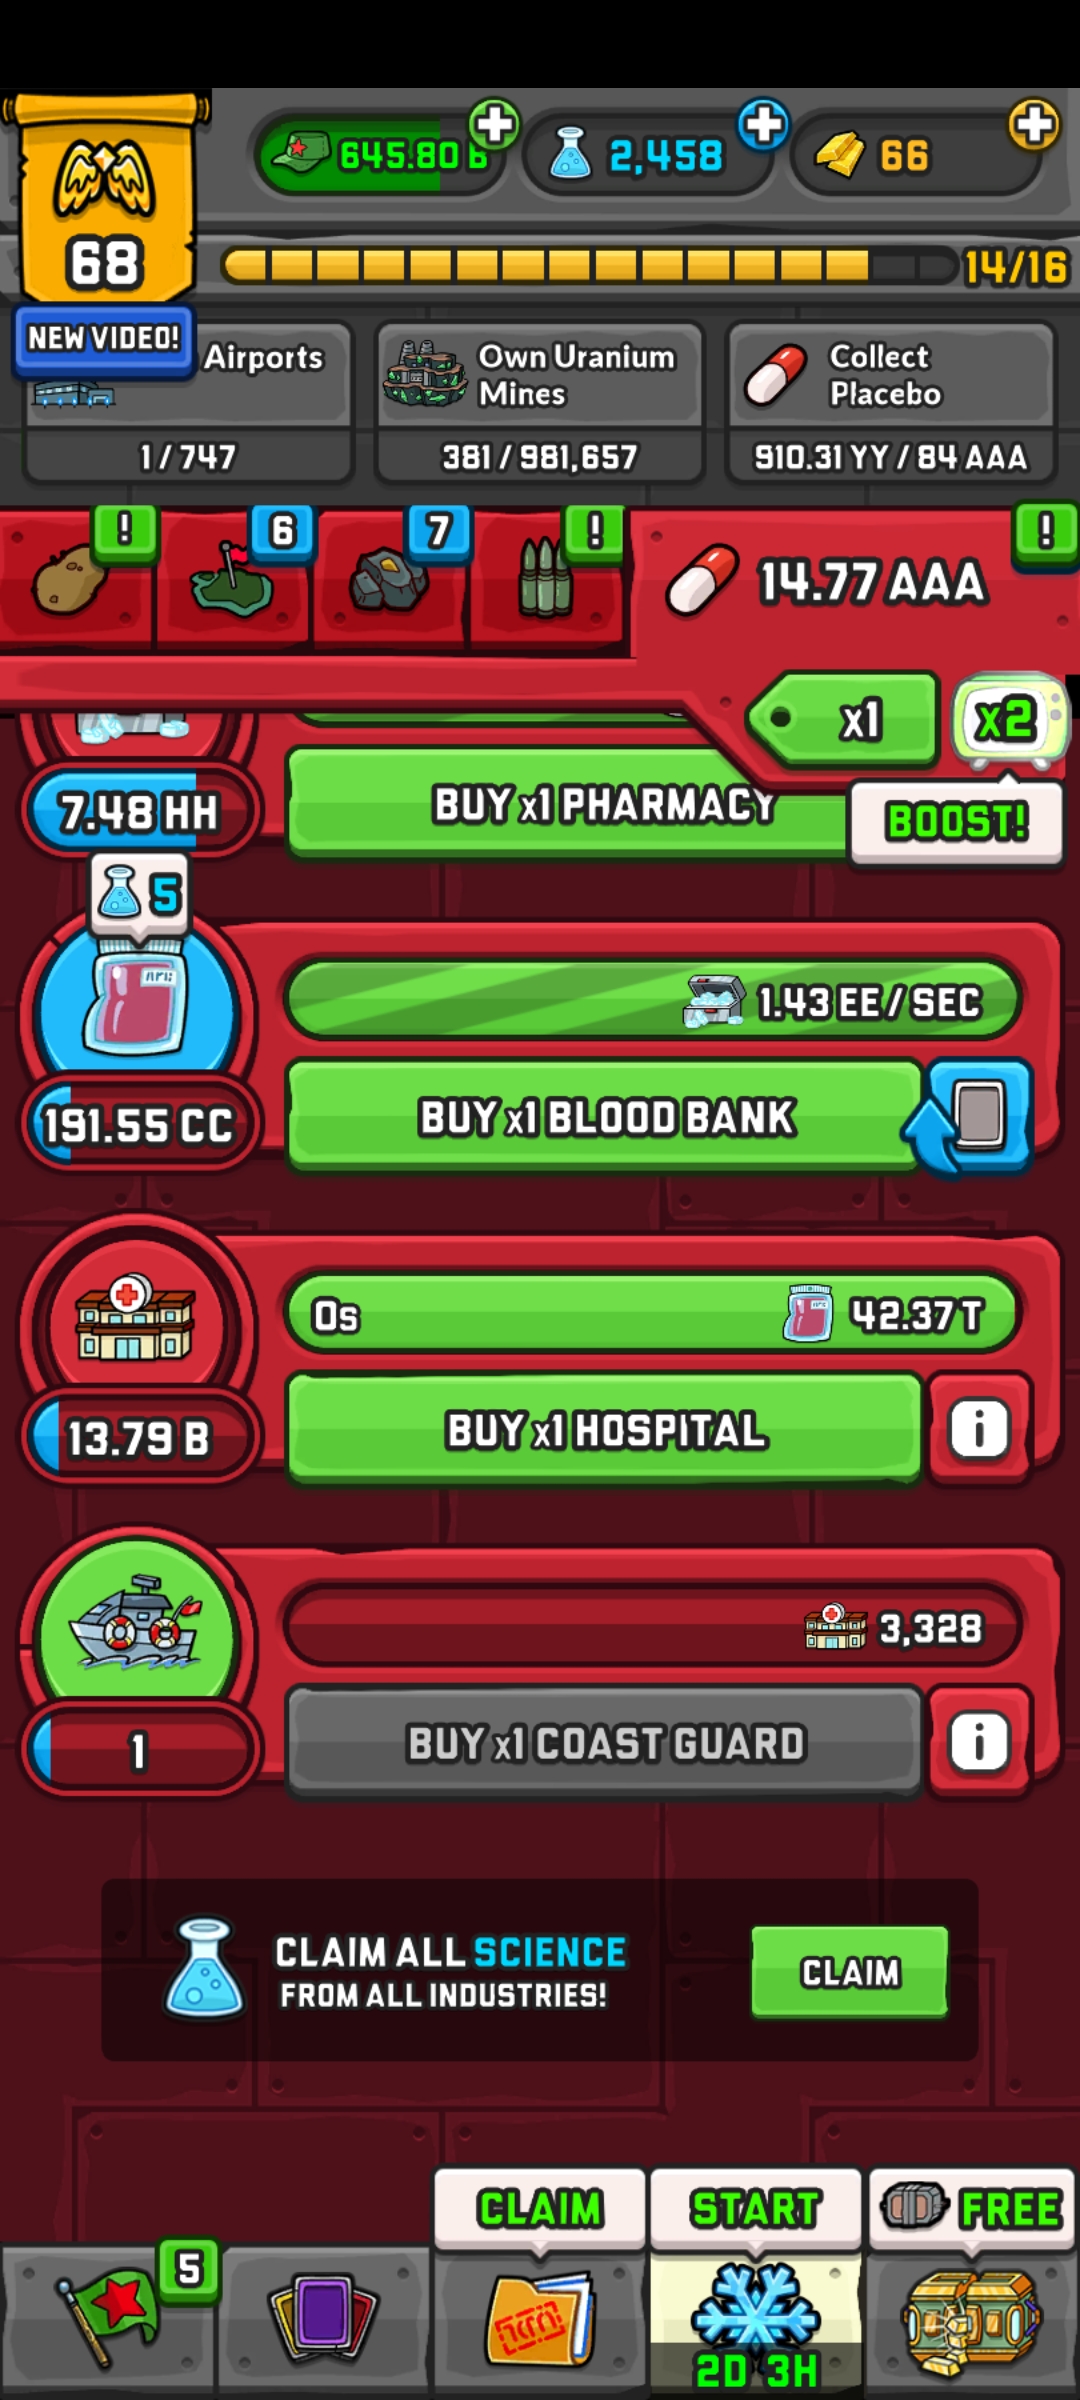 645.80 B
2,458
66
68
14/16
NEW VIDEO!
Airports
1 / 747
Own Uranium
Mines
381 / 981,657
Collect
Placebo
910.31 YY / 84 AAA
!
6
7
!
14.77 AAA
!
x1
x2
BOOST!
7.48 HH
BUY x1 PHARMACY
5
1.43 EE / SEC
191.55 CC
BUY x1 BLOOD BANK
0s
42.37 T
13.79 B
BUY x1 HOSPITAL
i
3,328
1
BUY x1 COAST GUARD
i
CLAIM ALL SCIENCE
FROM ALL INDUSTRIES!
CLAIM
CLAIM
START
FREE
5
2D 3H